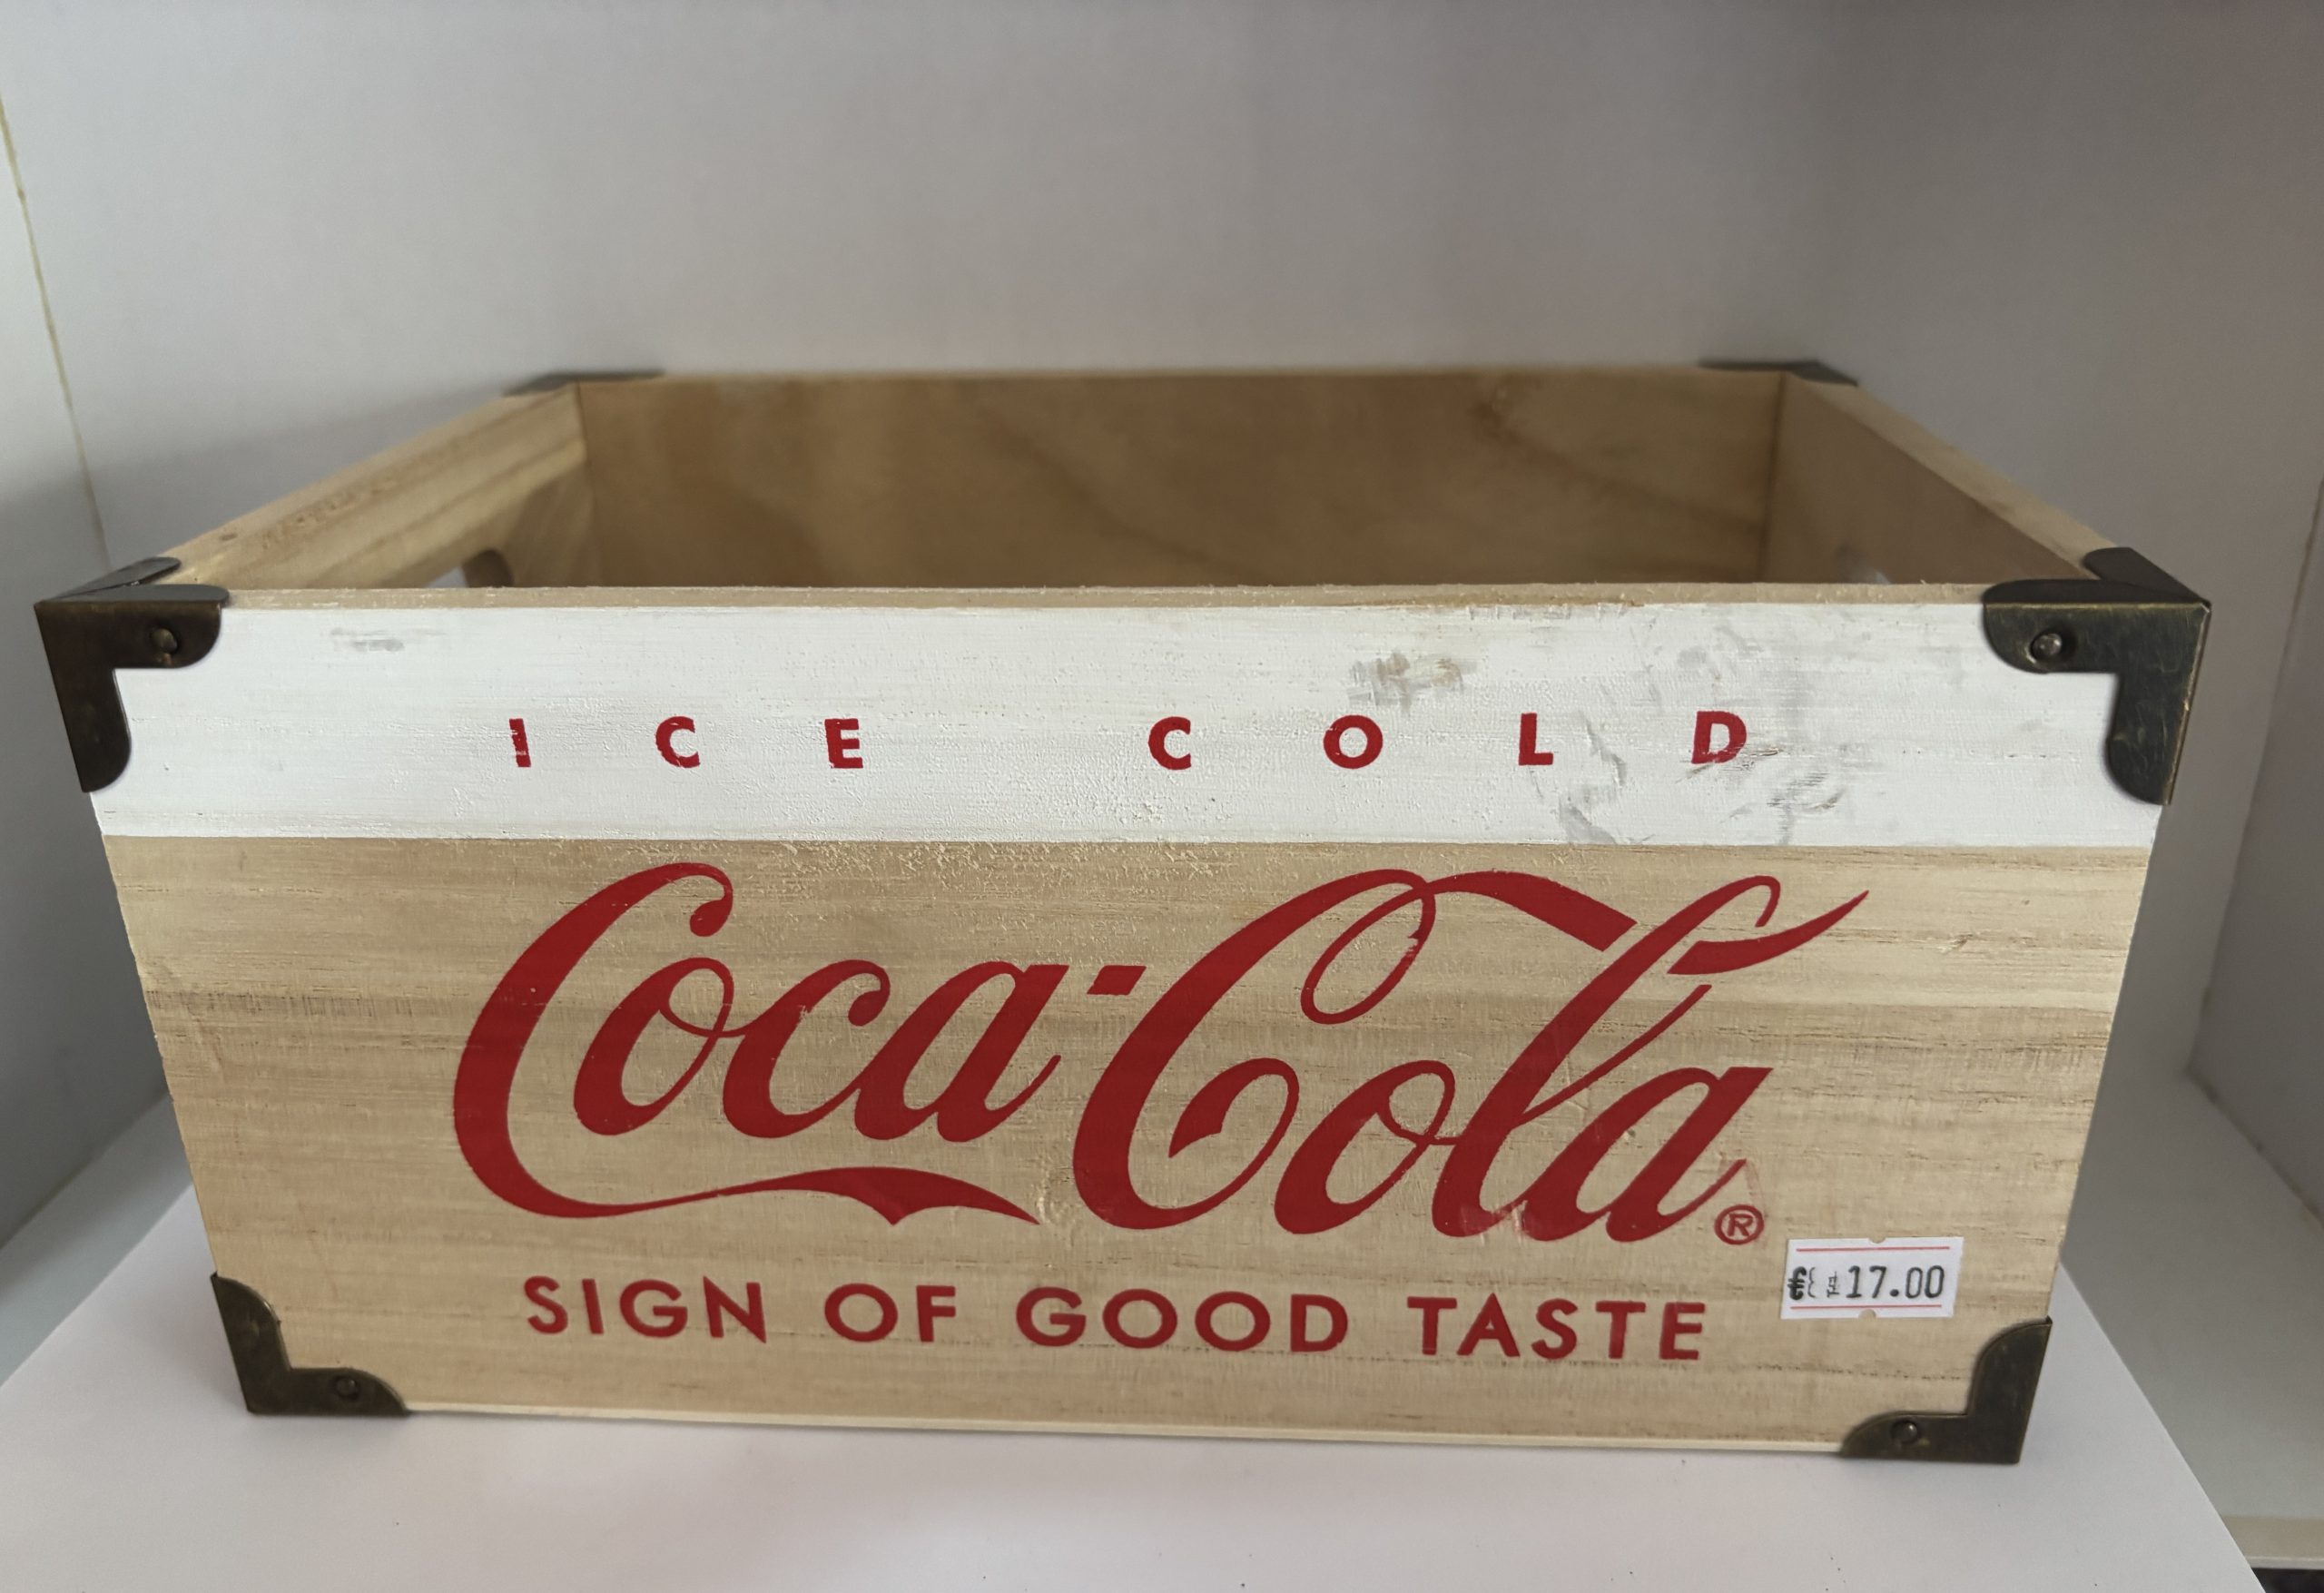 ICE COLD
Coca-Cola®
SIGN OF GOOD TASTE
17.00